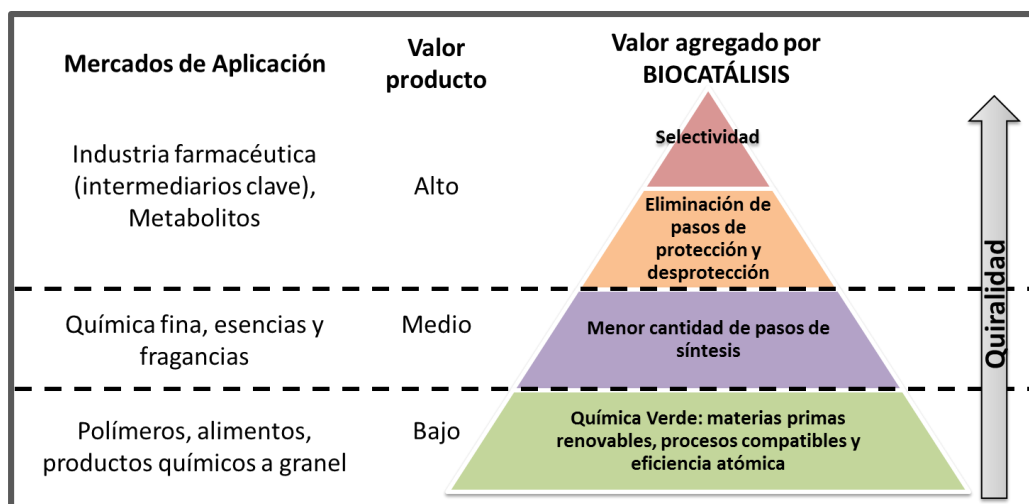 Mercados de Aplicación
Valor
producto
Valor agregado por
BIOCATÁLISIS
Industria farmacéutica
(intermediarios clave),
Metabolitos
Alto
Selectividad
Eliminación de
pasos de
protección y
desprotección
Química fina, esencias y
fragancias
Medio
Menor cantidad de pasos de
síntesis
Polímeros, alimentos,
productos químicos a granel
Bajo
Química Verde: materias primas
renovables, procesos compatibles y
eficiencia atómica
Quiralidad